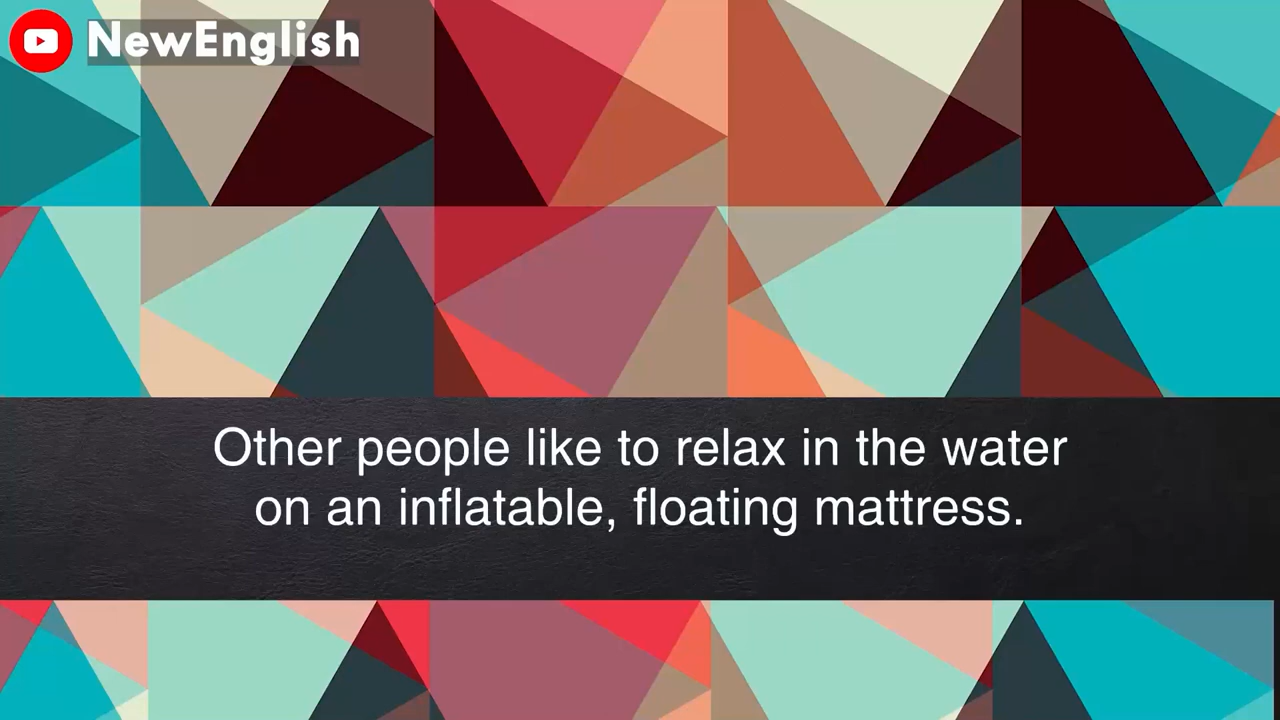 NewEnglish
Other people like to relax in the water
on an inflatable, floating mattress.